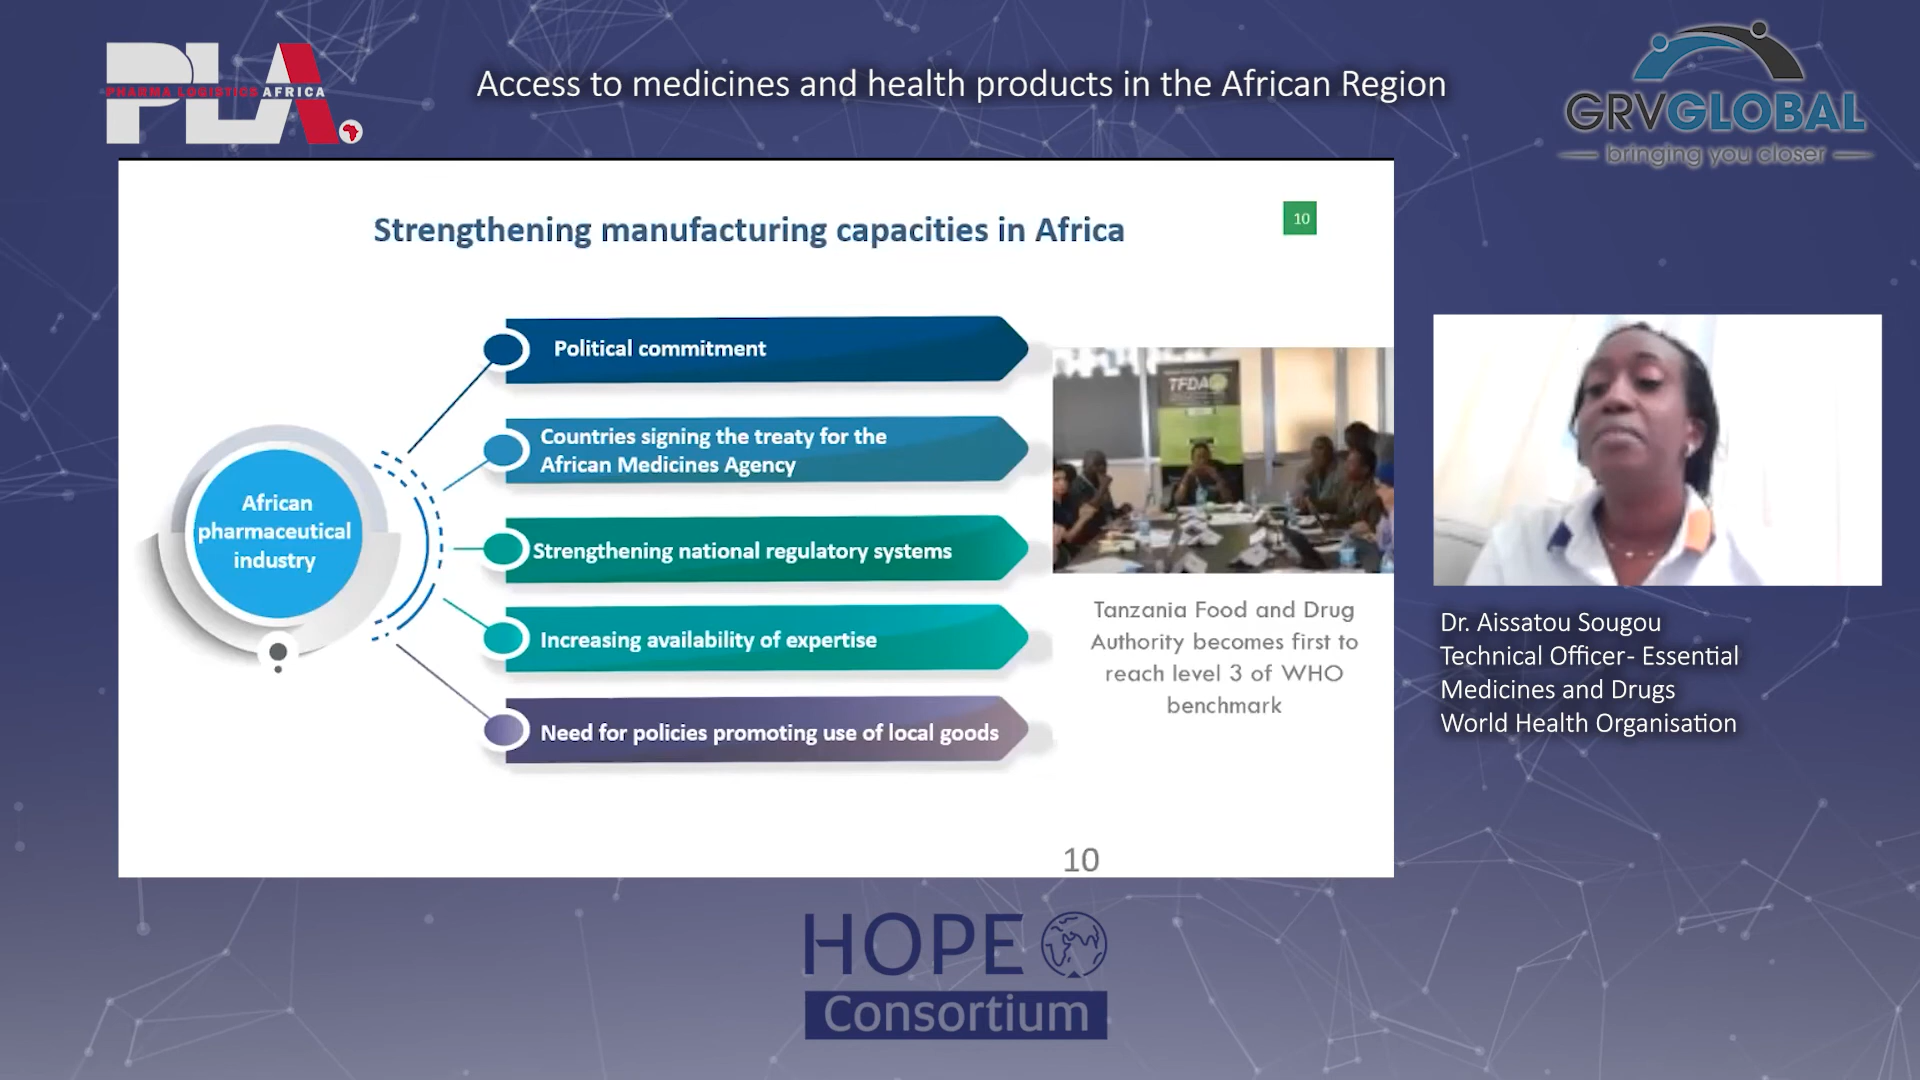 PLA.
PHARMA LOGISTICS AFRICA
Access to medicines and health products in the African Region
GRVGLOBAL
bringing you closer
Strengthening manufacturing capacities in Africa
10
African
pharmaceutical
industry
Political commitment
Countries signing the treaty for the
African Medicines Agency
Strengthening national regulatory systems
Increasing availability of expertise
Need for policies promoting use of local goods
TFDA
Tanzania Food and Drug
Authority becomes first to
reach level 3 of WHO
benchmark
10
Dr. Aissatou Sougou
Technical Officer- Essential
Medicines and Drugs
World Health Organisation
HOPE
Consortium